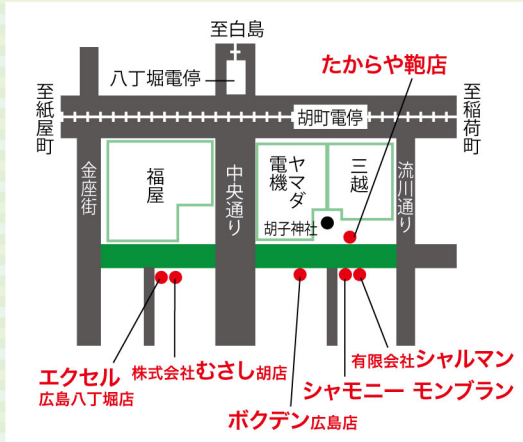 至白島
八丁堀電停
たからや鞄店
至紙屋町
胡町電停
至稲荷町
金座街
福屋
中央通り
ヤマダ
電機
三越
流川通り
胡子神社
エクセル
広島八丁堀店
株式会社むさし胡店
ボクデン広島店
有限会社シャルマン
シャモニー モンブラン